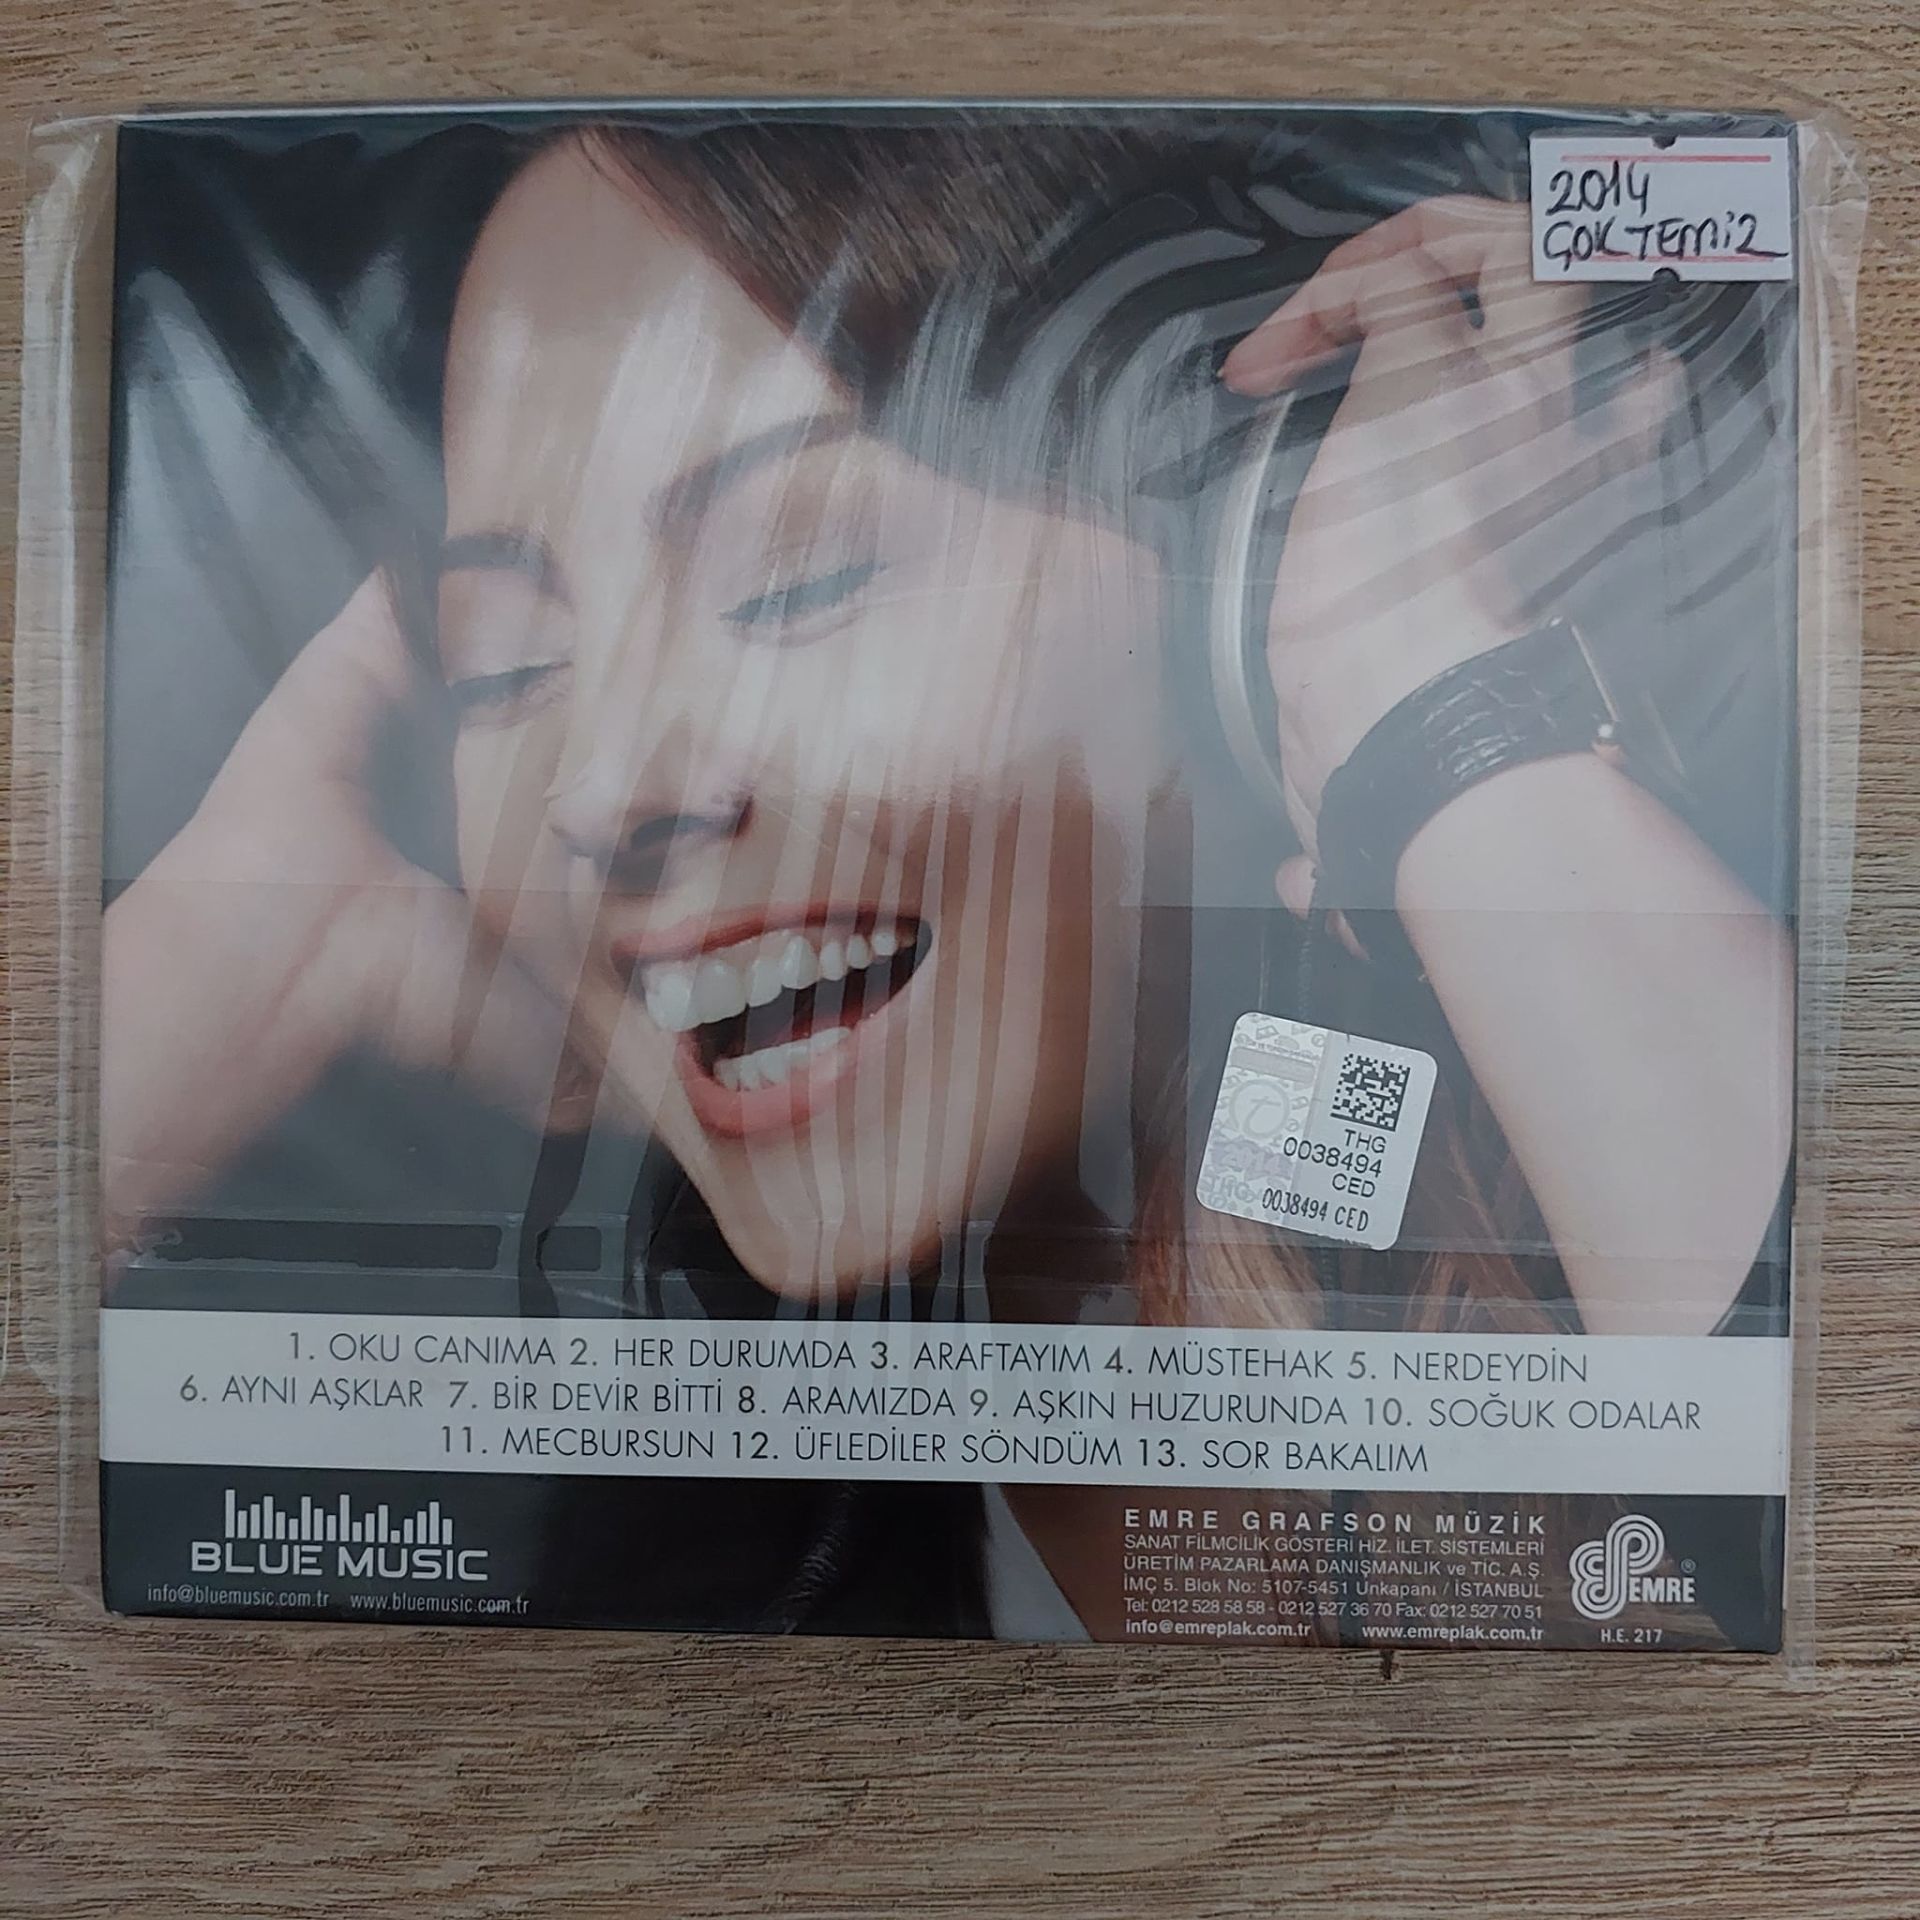 2014
ÇOK TEMİZ
THG
0038494
CED
0038494 CED
1. OKU CANIMA 2. HER DURUMDA 3. ARAFTAYIM 4. MÜSTEHAK 5. NERDEYDİN
6. AYNI AŞKLAR 7. BİR DEVİR BİTTİ 8. ARAMIZDA 9. AŞKIN HUZURUNDA 10. SOĞUK ODALAR
11. MECBURSUN 12. ÜFLEDİLER SÖNDÜM 13. SOR BAKALIM
BLUE MUSIC
info@bluemusic.com.tr www.bluemusic.com.tr
EMRE GRAFSON MÜZİK
SANAT FİLMCİLİK GÖSTERİ HİZ. İLET. SİSTEMLERİ
ÜRETİM PAZARLAMA DANIŞMANLIK ve TİC. A.Ş.
İMÇ 5. Blok No: 5107-5451 Unkapanı / İSTANBUL
Tel: 0212 528 58 58 - 0212 527 36 70 Fax: 0212 527 70 51
info@emreplak.com.tr www.emreplak.com.tr
EMRE ®
H.E. 217